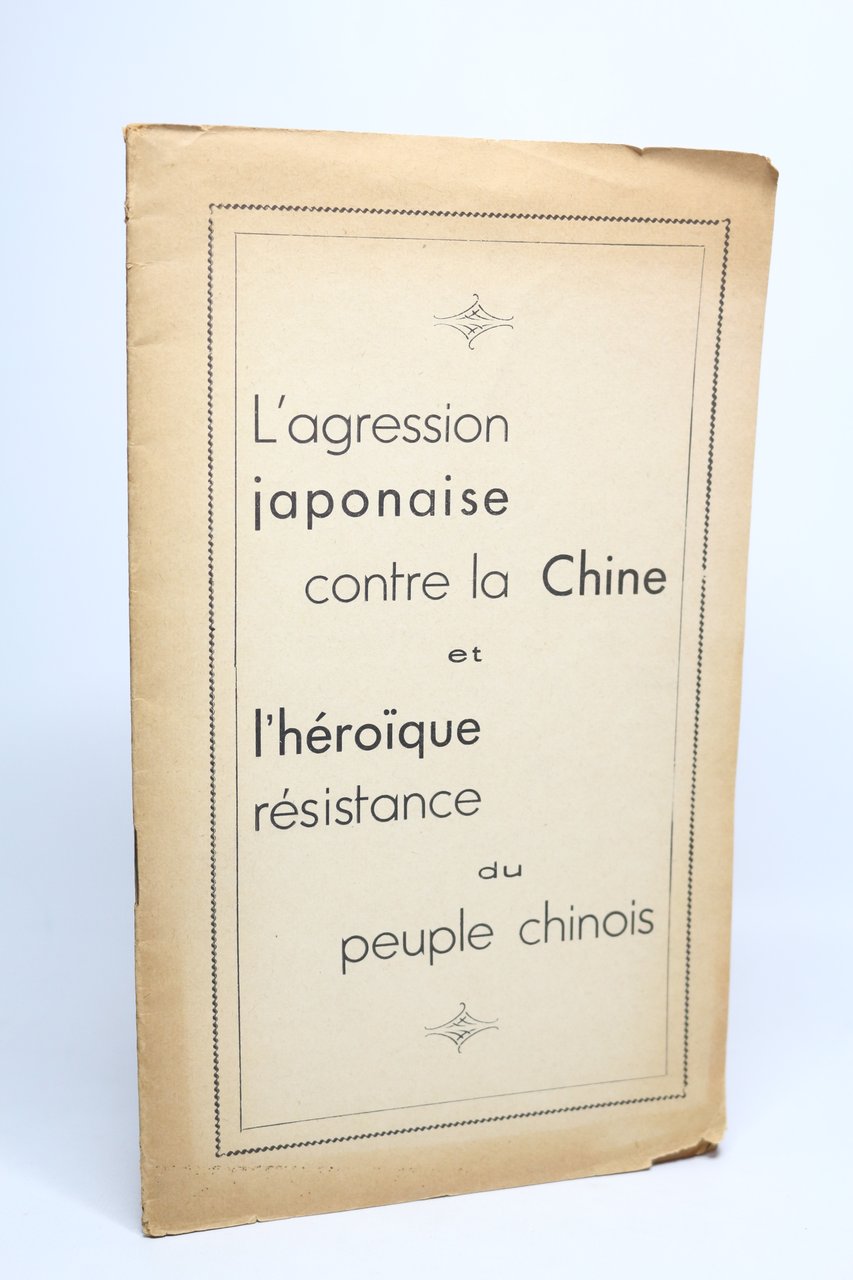 L'agression
japonaise
contre la Chine
et
l'héroïque
résistance
du
peuple chinois